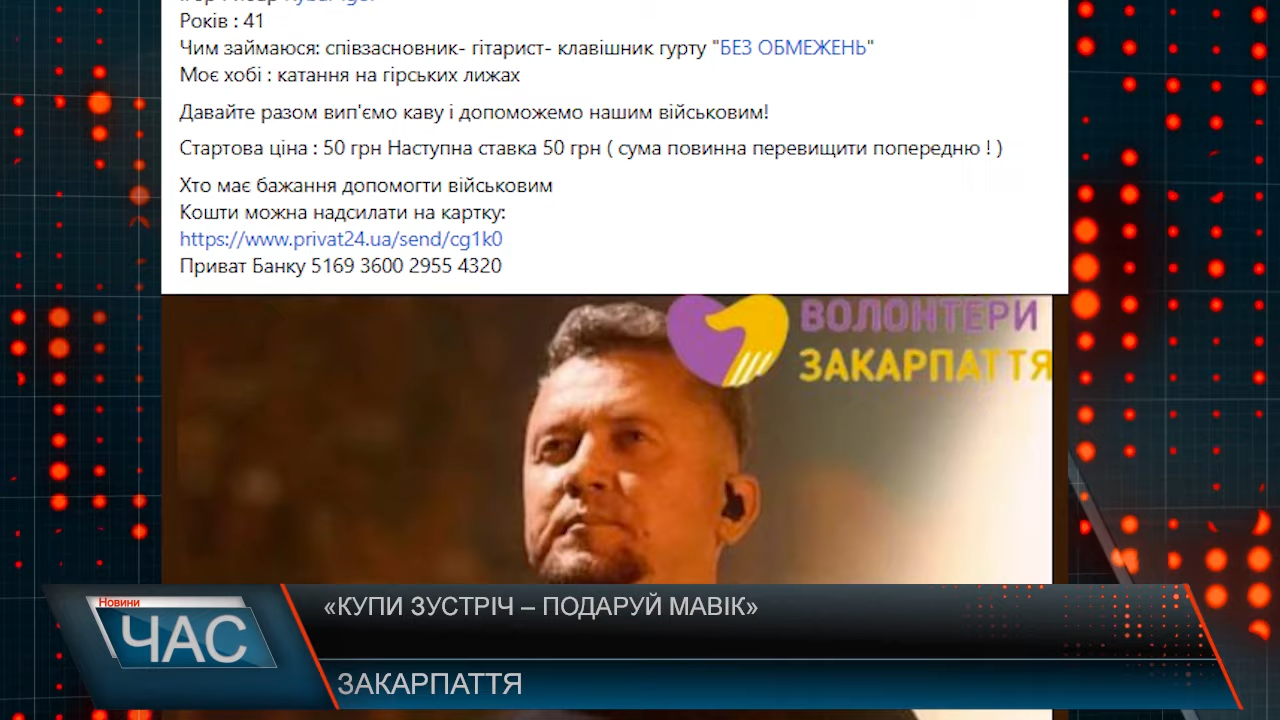 Років : 41
Чим займаюся: співзасновник- гітарист- клавішник гурту "БЕЗ ОБМЕЖЕНЬ"
Моє хобі : катання на гірських лижах
Давайте разом вип'ємо каву і допоможемо нашим військовим!
Стартова ціна : 50 грн Наступна ставка 50 грн ( сума повинна перевищити попередню ! )
Хто має бажання допомогти військовим
Кошти можна надсилати на картку:
https://www.privat24.ua/send/cg1k0
Приват Банку 5169 3600 2955 4320
ВОЛОНТЕРИ
ЗАКАРПАТТЯ
Новини
ЧАС
«КУПИ ЗУСТРІЧ – ПОДАРУЙ МАВІК»
ЗАКАРПАТТЯ